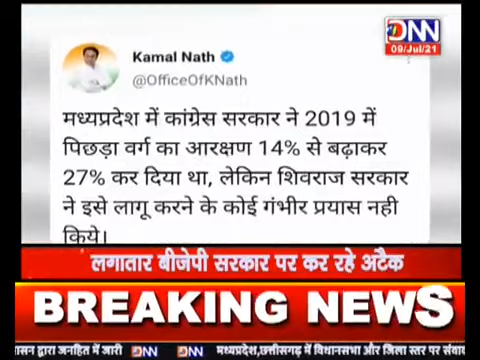 DNN
09/Jul/21
Kamal Nath
@OfficeOfKNath
मध्यप्रदेश में कांग्रेस सरकार ने 2019 में
पिछड़ा वर्ग का आरक्षण 14% से बढ़ाकर
27% कर दिया था, लेकिन शिवराज सरकार
ने इसे लागू करने के कोई गंभीर प्रयास नही
किये।
लगातार बीजेपी सरकार पर कर रहे अटैक
BREAKING NEWS
ासन द्वारा जनहित में जारी DNN DNN मध्यप्रदेश,छत्तीसगढ़ में विधानसभा और जिला स्तर पर संवाद